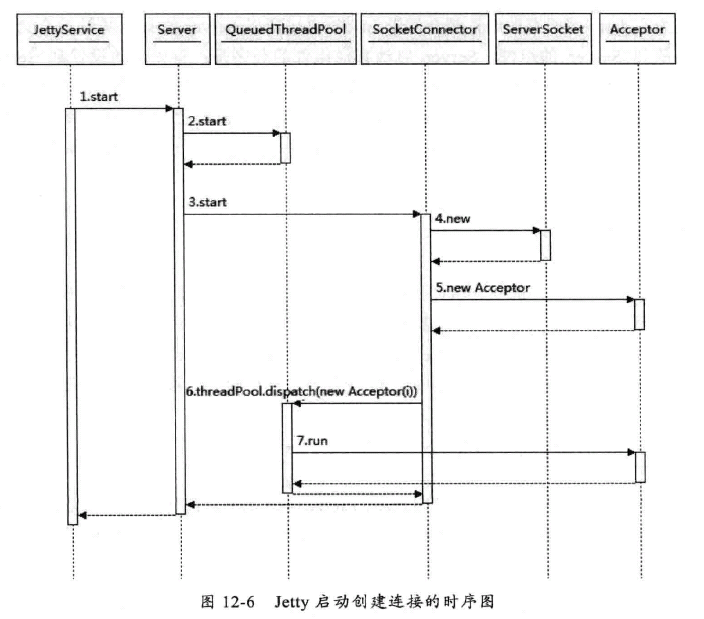 JettyService
Server
QueuedThreadPool
SocketConnector
ServerSocket
Acceptor
1.start
2.start
3.start
4.new
5.new Acceptor
6.threadPool.dispatch(new Acceptor(i))
7.run
图 12-6 Jetty 启动创建连接的时序图